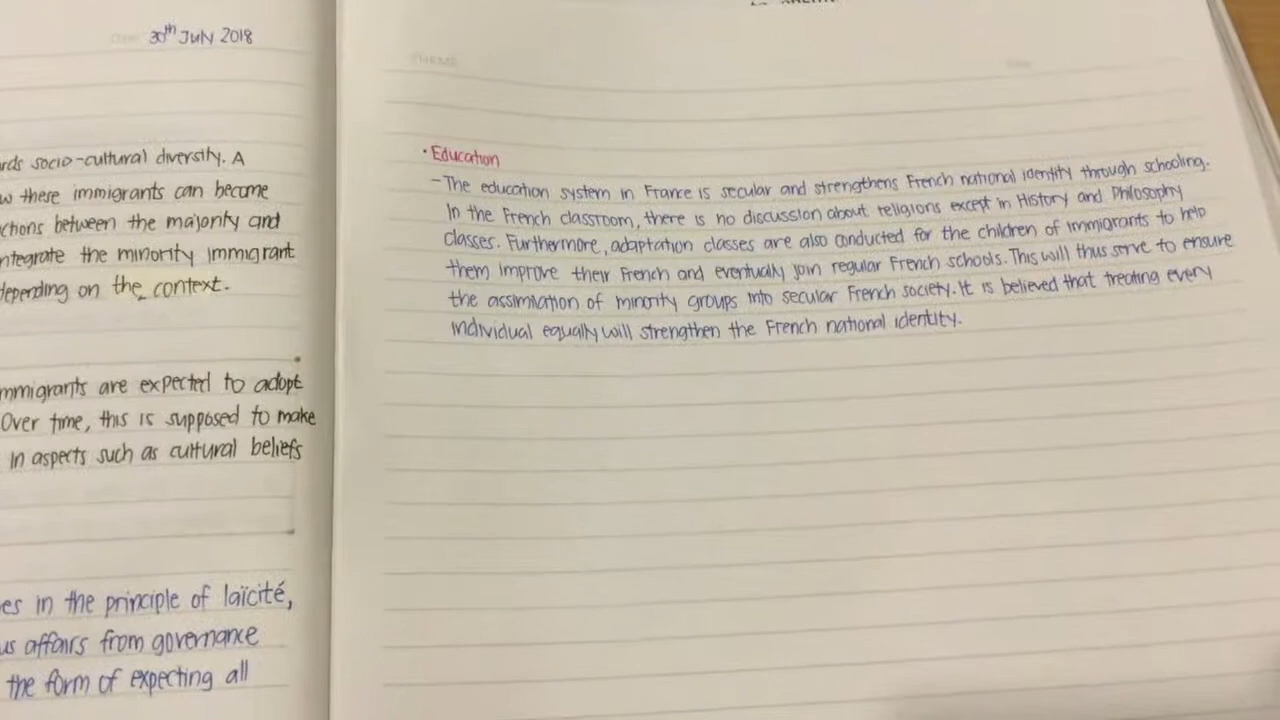 30th JUN 2018
socio-cultural diversity. A
these immigrants can become
between the majority and
the minority immigrant
depending on the context.
immigrants are expected to adopt
Over time, this is supposed to make
in aspects such as cultural beliefs
in the principle of laïcité,
affairs from governance
the form of expecting all
THEME
• Education
- The education system in France is secular and strengthens French national identity through schooling.
In the French classroom, there is no discussion about religions except in History and Philosophy
classes. Furthermore, adaptation classes are also conducted for the children of immigrants to help
them improve their French and eventually join regular French schools. This will thus serve to ensure
the assimilation of minority groups into secular French society. It is believed that treating every
individual equally will strengthen the French national identity.